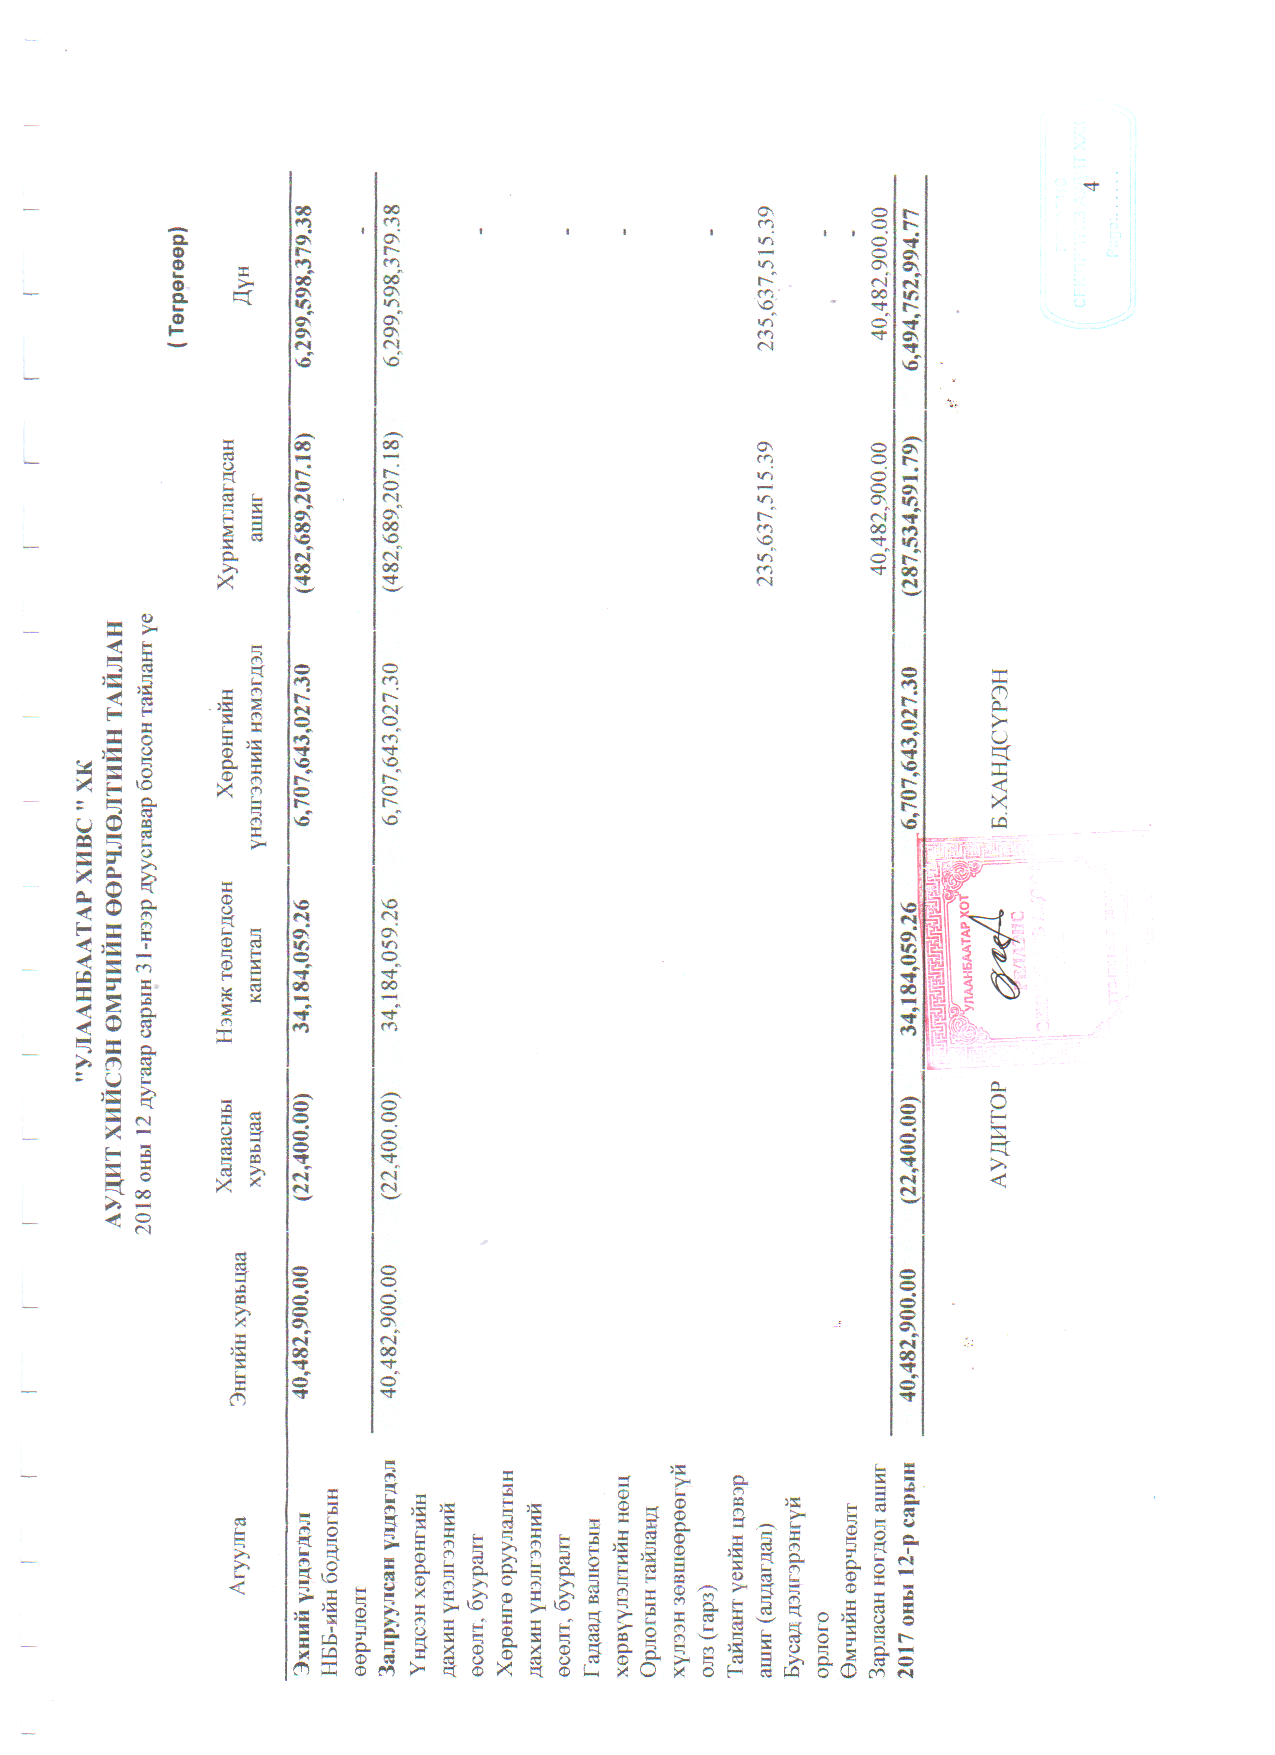 "УЛААНБААТАР ХИВС " ХК
АУДИТ ХИЙСЭН ӨМЧИЙН ӨӨРЧЛӨЛТИЙН ТАЙЛАН
2018 оны 12 дугаар сарын 31-нээр дуусгавар болсон тайлант үе
( Төгрөгөөр)
Агуулга Энгийн хувьцаа Халаасны хувьцаа Нэмж төлөгдсөн капитал Хөрөнгийн үнэлгээний нэмэгдэл Хуримтлагдсан ашиг Дүн
Эхний үлдэгдэл 40,482,900.00 (22,400.00) 34,184,059.26 6,707,643,027.30 (482,689,207.18) 6,299,598,379.38
НББ-ийн бодлогын
өөрчлөлт -
Залруулсан үлдэгдэл 40,482,900.00 (22,400.00) 34,184,059.26 6,707,643,027.30 (482,689,207.18) 6,299,598,379.38
Үндсэн хөрөнгийн
дахин үнэлгээний
өсөлт, бууралт -
Хөрөнгө оруулалтын
дахин үнэлгээний
өсөлт, бууралт -
Гадаад валютын
хөрвүүлэлтийн нөөц -
Орлогын тайланд
хүлээн зөвшөөрөөгүй
олз (гарз) -
Тайлант үеийн цэвэр
ашиг (алдагдал) 235,637,515.39 235,637,515.39
Бусад дэлгэрэнгүй
орлого -
Өмчийн өөрчлөлт -
Зарласан ногдол ашиг 40,482,900.00 40,482,900.00
2017 оны 12-р сарын 40,482,900.00 (22,400.00) 34,184,059.26 6,707,643,027.30 (287,534,591.79) 6,494,752,994.77
АУДИТОР Б.ХАНДСҮРЭН
УЛААНБААТАР ХОТ
4